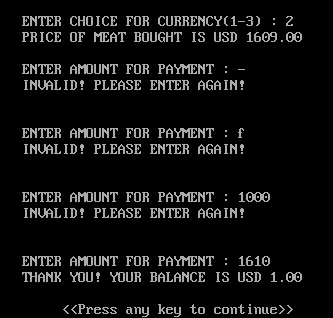 ENTER CHOICE FOR CURRENCY(1-3) : 2
PRICE OF MEAT BOUGHT IS USD 1609.00
ENTER AMOUNT FOR PAYMENT : -
INVALID! PLEASE ENTER AGAIN!
ENTER AMOUNT FOR PAYMENT : f
INVALID! PLEASE ENTER AGAIN!
ENTER AMOUNT FOR PAYMENT : 1000
INVALID! PLEASE ENTER AGAIN!
ENTER AMOUNT FOR PAYMENT : 1610
THANK YOU! YOUR BALANCE IS USD 1.00
<<Press any key to continue>>